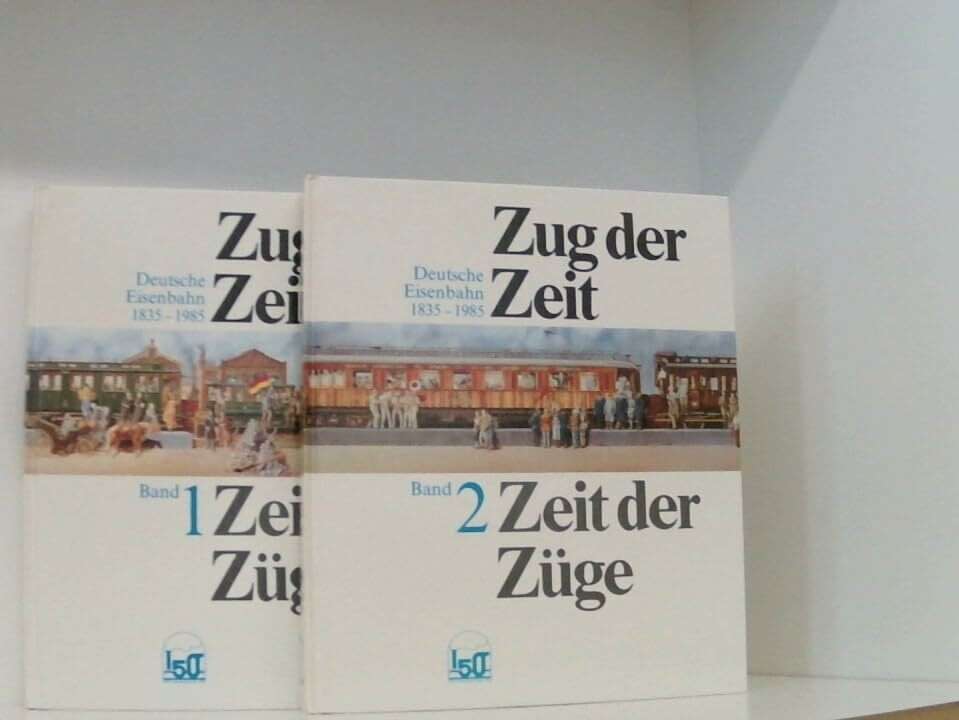 Zug
Zeit
Deutsche
Eisenbahn
1835 - 1985
Band 1
Zei
Züg
150
Zug der
Zeit
Deutsche
Eisenbahn
1835 - 1985
Band 2
Zeit der
Züge
150